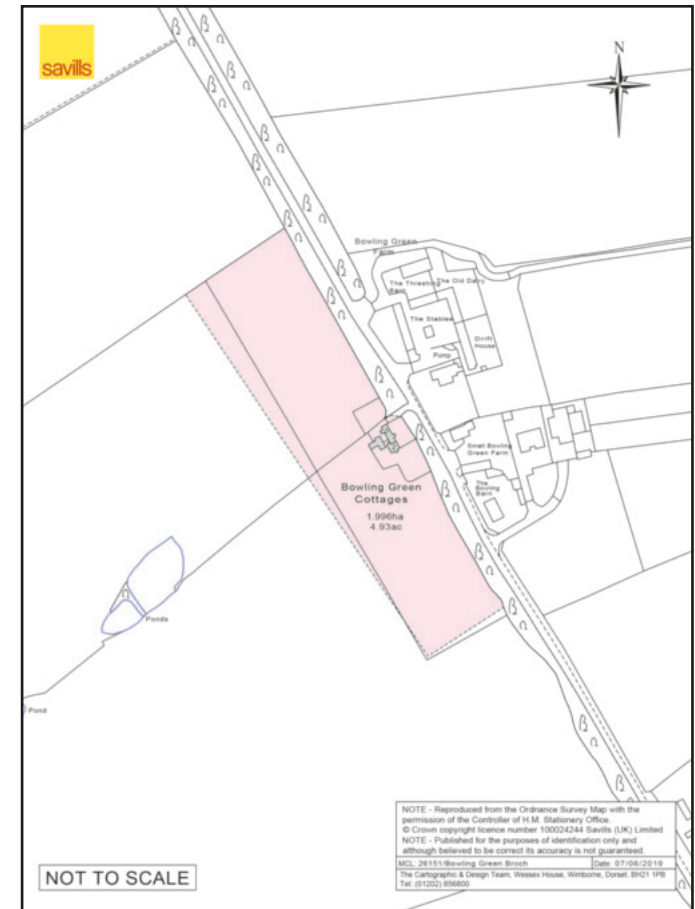 savills
N
Bowling Green
Farm
The Threshing
Barn
The Old Dairy
The Stables
Drift
House
Pump
Small Bowling
Green Farm
The
Bowling
Barn
Bowling Green
Cottages
1.996ha
4.93ac
Ponds
Pond
NOTE - Reproduced from the Ordnance Survey Map with the
permission of the Controller of H.M. Stationery Office.
© Crown copyright licence number 100024244 Savills (UK) Limited
NOTE - Published for the purposes of identification only and
although believed to be correct its accuracy is not guaranteed.
MCL: 26151/Bowling Green Broch
Date: 07/06/2019
The Cartographic & Design Team, Wessex House, Wimborne, Dorset. BH21 1PB
Tel: (01202) 856800
NOT TO SCALE